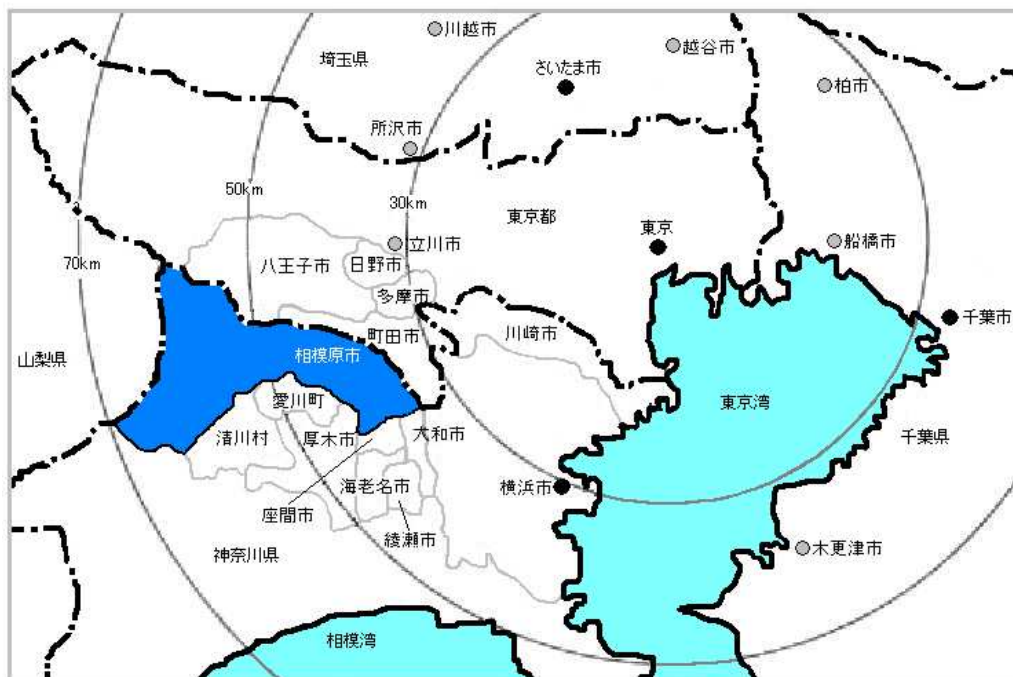 川越市
越谷市
埼玉県
さいたま市
柏市
所沢市
50km
30km
東京都
東京
立川市
船橋市
70km
八王子市
日野市
多摩市
千葉市
町田市
川崎市
山梨県
相模原市
愛川町
東京湾
清川村
厚木市
大和市
千葉県
海老名市
横浜市
座間市
綾瀬市
神奈川県
木更津市
相模湾